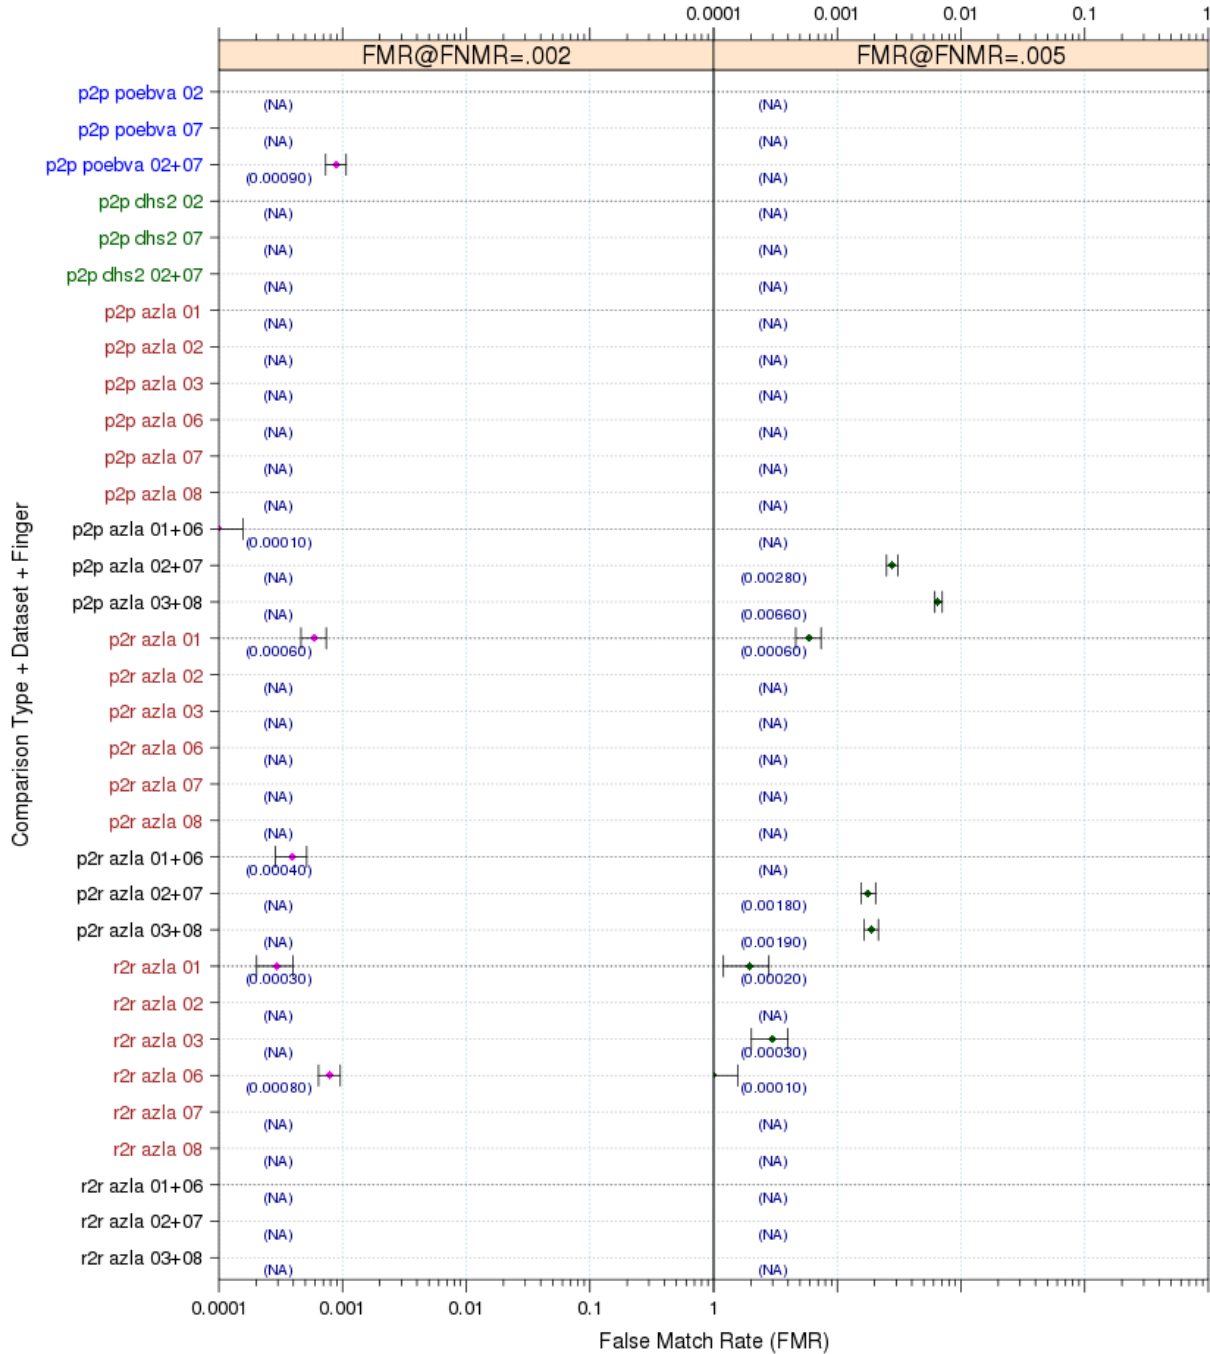 0.0001 0.001 0.01 0.1 1
FMR@FNMR=.002 FMR@FNMR=.005
p2p poebva 02 (NA) (NA)
p2p poebva 07 (NA) (NA)
p2p poebva 02+07 (0.00090) (NA)
p2p dhs2 02 (NA) (NA)
p2p dhs2 07 (NA) (NA)
p2p dhs2 02+07 (NA) (NA)
p2p azla 01 (NA) (NA)
p2p azla 02 (NA) (NA)
p2p azla 03 (NA) (NA)
p2p azla 06 (NA) (NA)
p2p azla 07 (NA) (NA)
p2p azla 08 (NA) (NA)
p2p azla 01+06 (0.00010) (NA)
p2p azla 02+07 (NA) (0.00280)
p2p azla 03+08 (NA) (0.00660)
p2r azla 01 (0.00060) (0.00060)
p2r azla 02 (NA) (NA)
p2r azla 03 (NA) (NA)
p2r azla 06 (NA) (NA)
p2r azla 07 (NA) (NA)
p2r azla 08 (NA) (NA)
p2r azla 01+06 (0.00040) (NA)
p2r azla 02+07 (NA) (0.00180)
p2r azla 03+08 (NA) (0.00190)
r2r azla 01 (0.00030) (0.00020)
r2r azla 02 (NA) (NA)
r2r azla 03 (NA) (0.00030)
r2r azla 06 (0.00080) (0.00010)
r2r azla 07 (NA) (NA)
r2r azla 08 (NA) (NA)
r2r azla 01+06 (NA) (NA)
r2r azla 02+07 (NA) (NA)
r2r azla 03+08 (NA) (NA)
0.0001 0.001 0.01 0.1 1
False Match Rate (FMR)
Comparison Type + Dataset + Finger